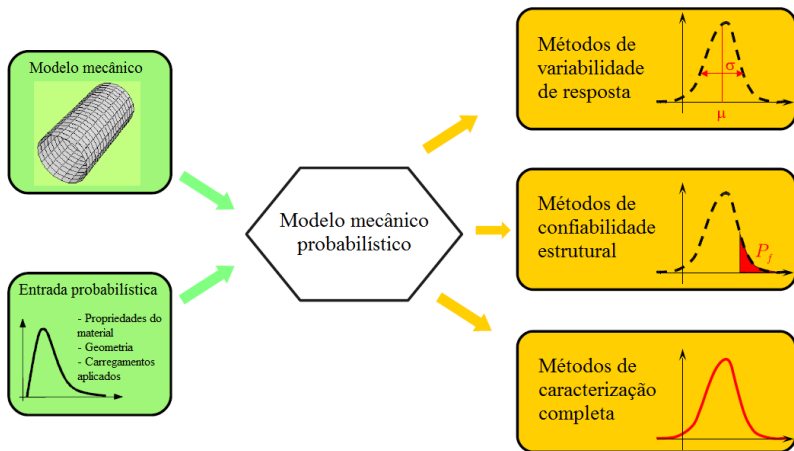 Modelo mecânico
Entrada probabilística
- Propriedades do
material
- Geometria
- Carregamentos
aplicados
Modelo mecânico
probabilístico
Métodos de
variabilidade
de resposta
σ
μ
Métodos de
confiabilidade
estrutural
P_f
Métodos de
caracterização
completa